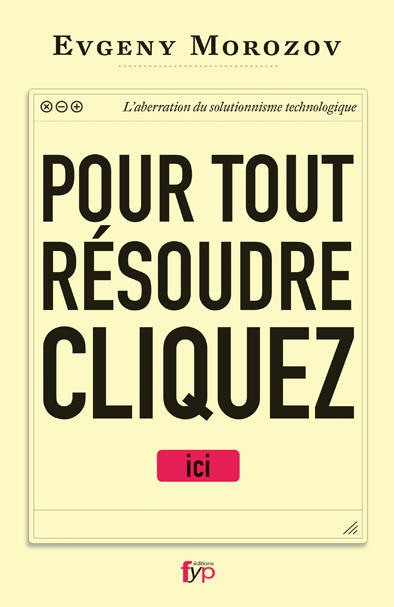 EVGENY MOROZOV
L'aberration du solutionnisme technologique
POUR TOUT
RÉSOUDRE
CLIQUEZ
ici
éditions
fyp